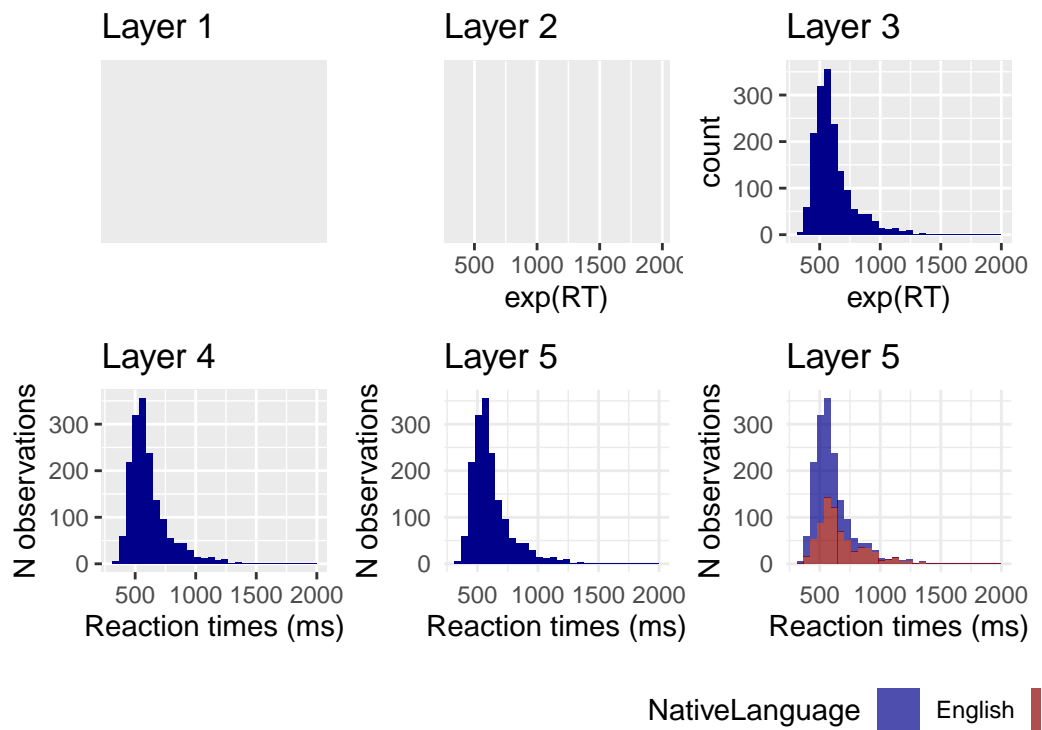 Layer 1
Layer 2
500 1000 1500 2000
exp(RT)
Layer 3
count
300
200
100
0
500 1000 1500 2000
exp(RT)
Layer 4
N observations
300
200
100
0
500 1000 1500 2000
Reaction times (ms)
Layer 5
N observations
300
200
100
0
500 1000 1500 2000
Reaction times (ms)
Layer 5
N observations
300
200
100
0
500 1000 1500 2000
Reaction times (ms)
NativeLanguage English